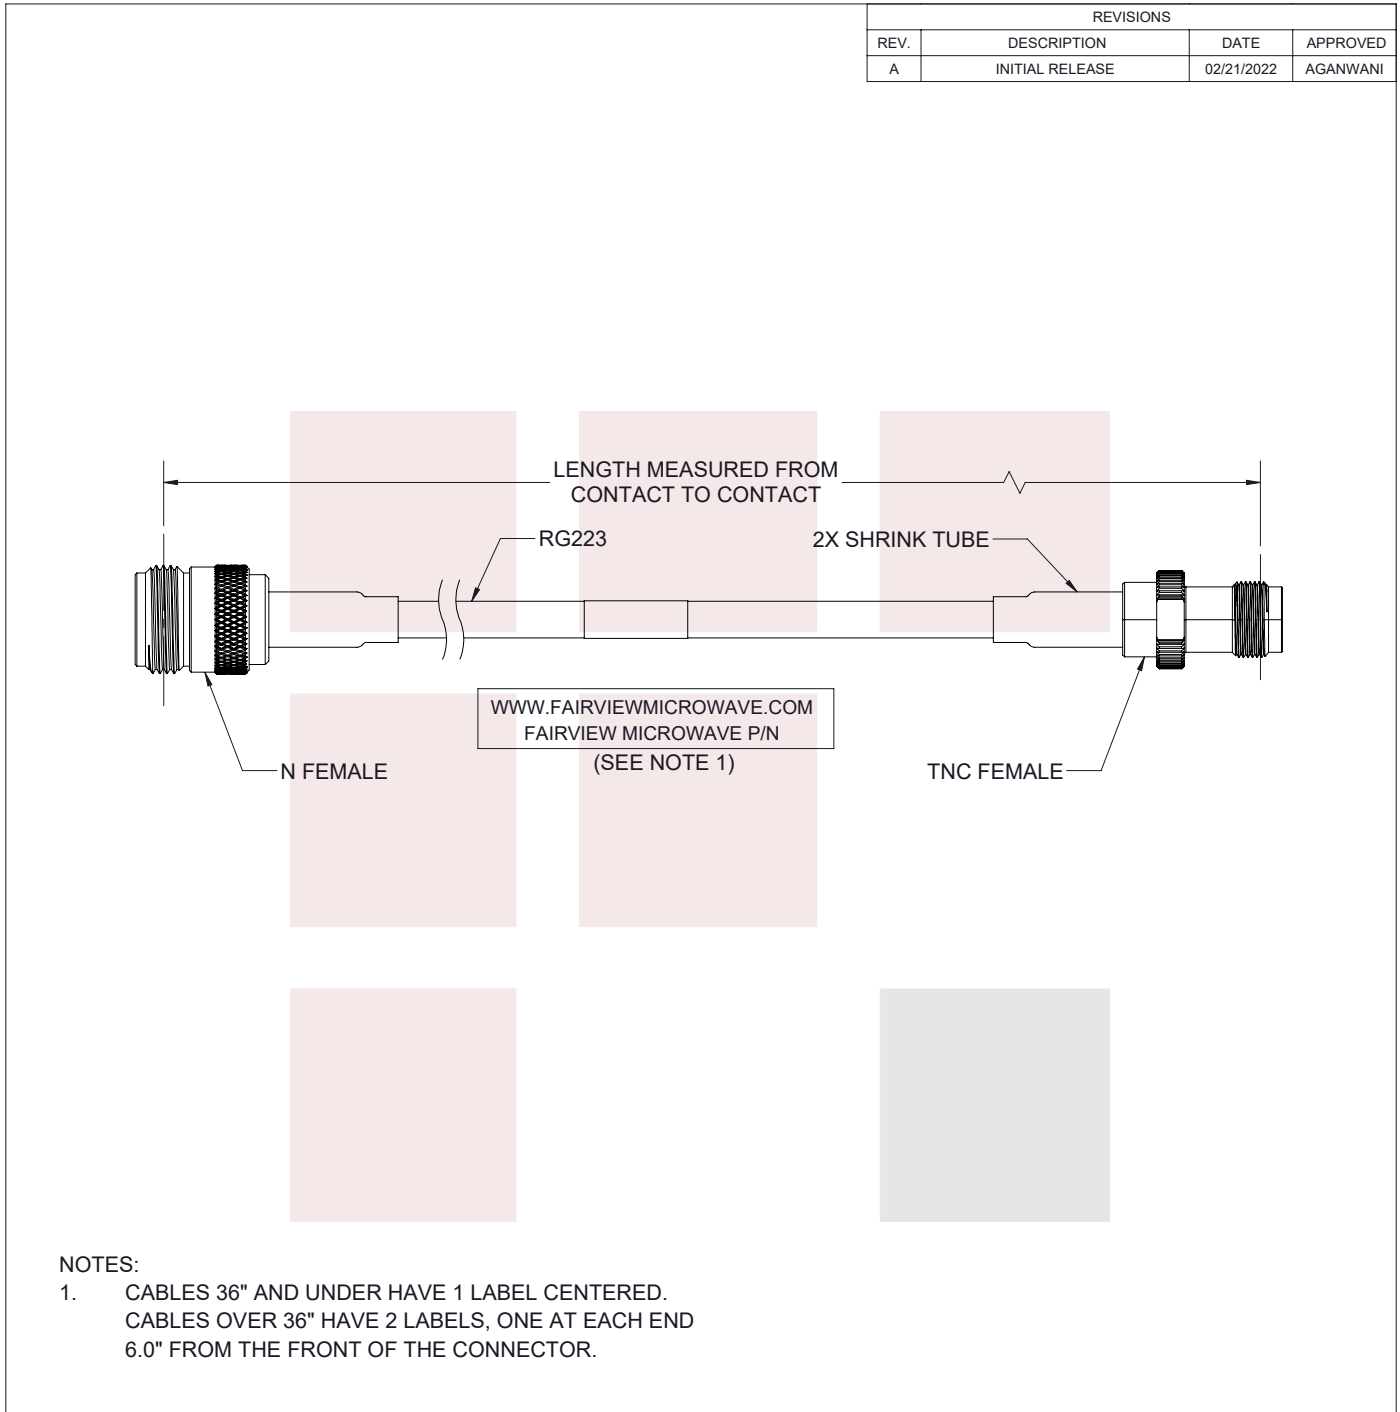 REVISIONS
REV. DESCRIPTION DATE APPROVED
A INITIAL RELEASE 02/21/2022 AGANWANI
LENGTH MEASURED FROM
CONTACT TO CONTACT
RG223
2X SHRINK TUBE
WWW.FAIRVIEWMICROWAVE.COM
FAIRVIEW MICROWAVE P/N
(SEE NOTE 1)
N FEMALE
TNC FEMALE
NOTES:
1. CABLES 36" AND UNDER HAVE 1 LABEL CENTERED.
CABLES OVER 36" HAVE 2 LABELS, ONE AT EACH END
6.0" FROM THE FRONT OF THE CONNECTOR.